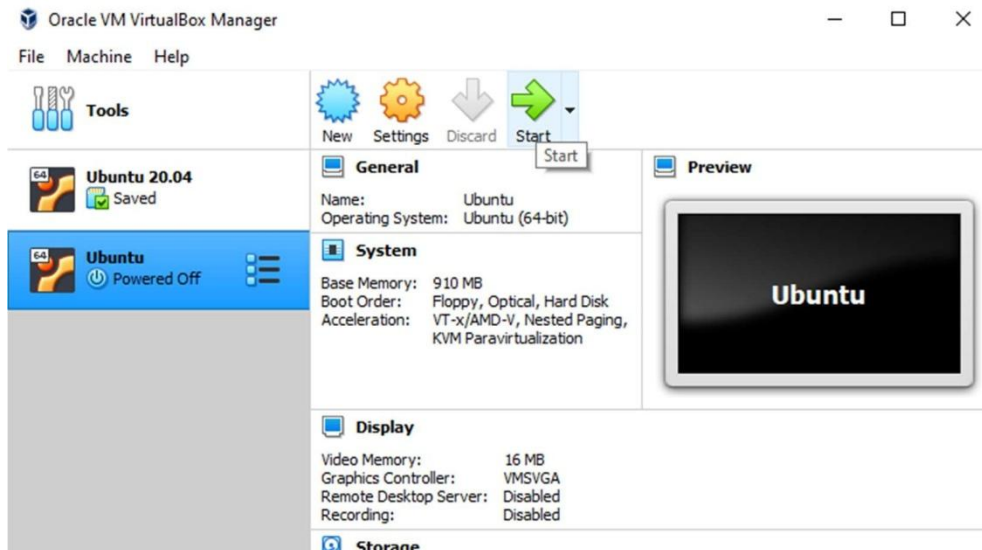 Oracle VM VirtualBox Manager
File Machine Help
Tools
New Settings Discard Start
Start
64
Ubuntu 20.04
Saved
64
Ubuntu
Powered Off
General
Name: Ubuntu
Operating System: Ubuntu (64-bit)
System
Base Memory: 910 MB
Boot Order: Floppy, Optical, Hard Disk
Acceleration: VT-x/AMD-V, Nested Paging,
KVM Paravirtualization
Preview
Ubuntu
Display
Video Memory: 16 MB
Graphics Controller: VMSVGA
Remote Desktop Server: Disabled
Recording: Disabled
Storage